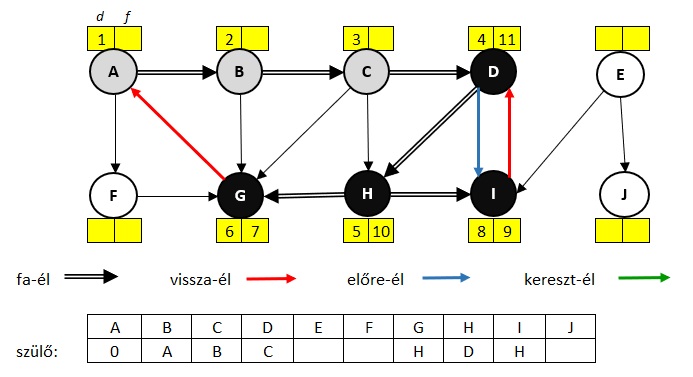 d f
1 2 3 4 11
A B C D E
F G H I J
6 7 5 10 8 9
fa-él vissza-él előre-él kereszt-él
A B C D E F G H I J
szülő: 0 A B C H D H